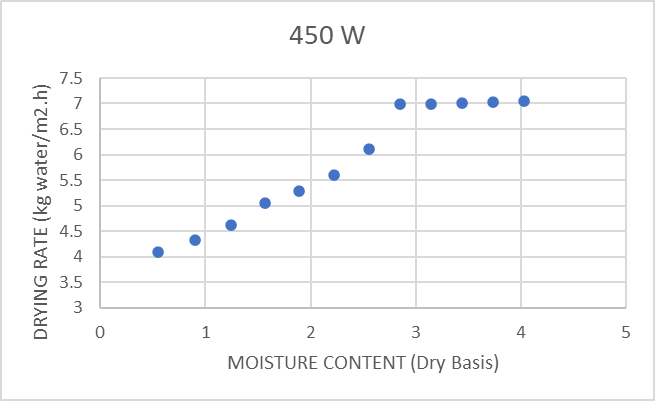 450 W
DRYING RATE (kg water/m2.h)
7.5
7
6.5
6
5.5
5
4.5
4
3.5
3
0 1 2 3 4 5
MOISTURE CONTENT (Dry Basis)